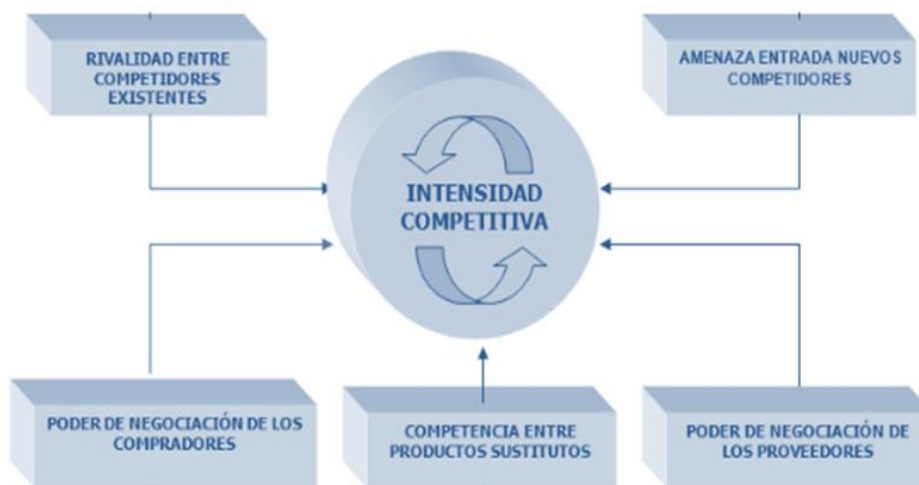 RIVALIDAD ENTRE
COMPETIDORES
EXISTENTES
AMENAZA ENTRADA NUEVOS
COMPETIDORES
INTENSIDAD
COMPETITIVA
PODER DE NEGOCIACIÓN DE LOS
COMPRADORES
COMPETENCIA ENTRE
PRODUCTOS SUSTITUTOS
PODER DE NEGOCIACIÓN DE
LOS PROVEEDORES